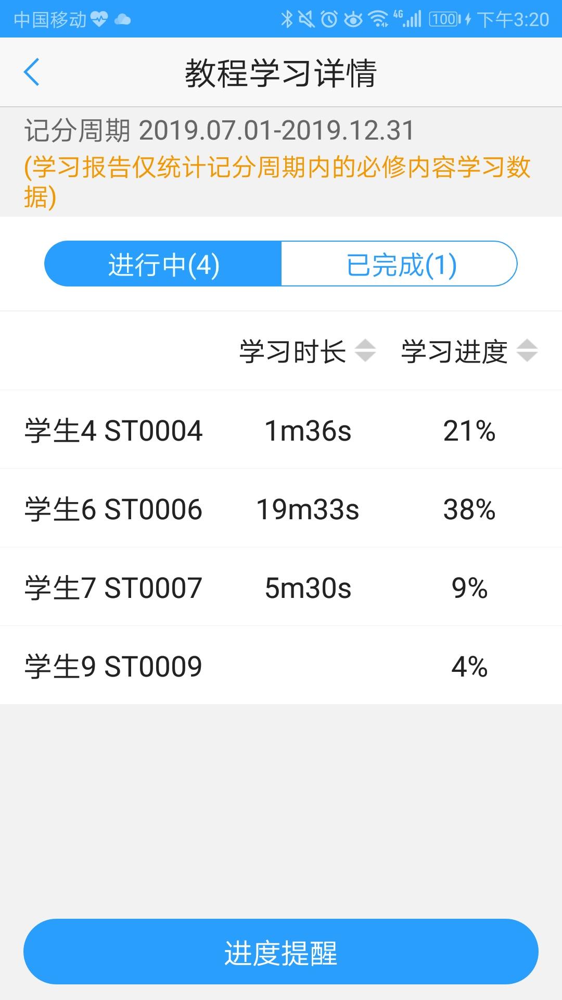 中国移动 4G 100 下午3:20
教程学习详情
记分周期 2019.07.01-2019.12.31
(学习报告仅统计记分周期内的必修内容学习数
据)
进行中(4) 已完成(1)
学习时长 学习进度
学生4 ST0004 1m36s 21%
学生6 ST0006 19m33s 38%
学生7 ST0007 5m30s 9%
学生9 ST0009 4%
进度提醒